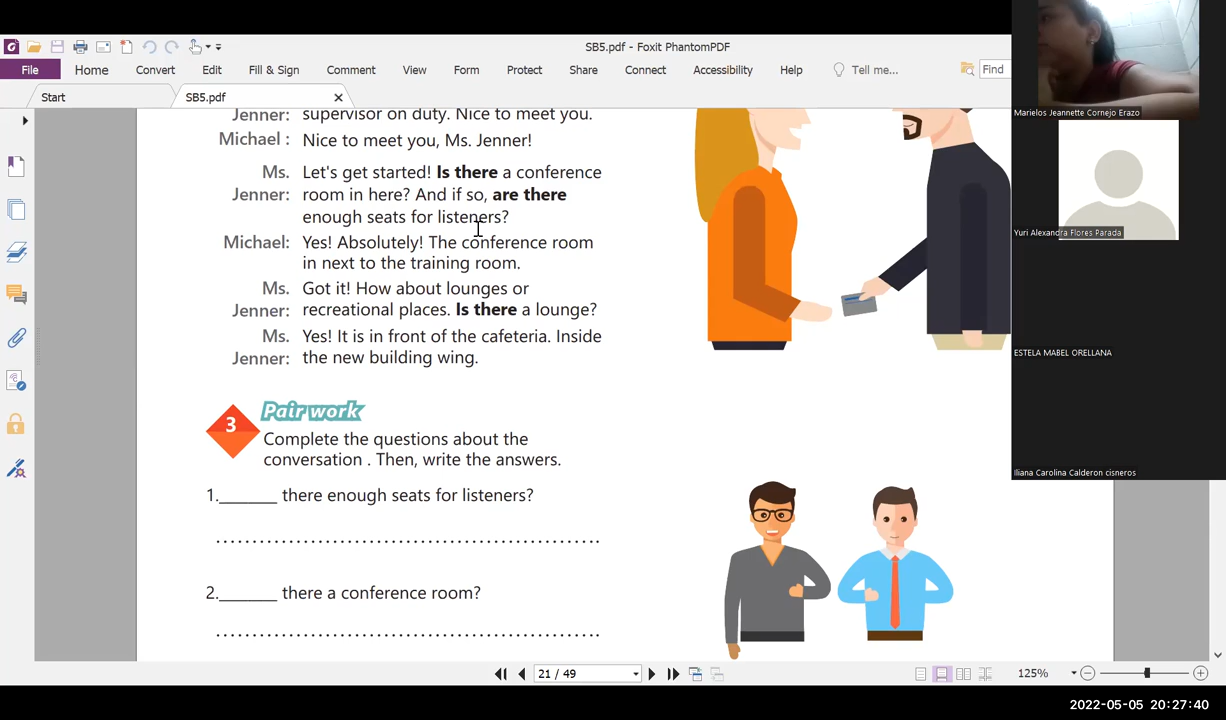 SB5.pdf - Foxit PhantomPDF
File Home Convert Edit Fill & Sign Comment View Form Protect Share Connect Accessibility Help Tell me... Find
Start SB5.pdf
Jenner: supervisor on duty. Nice to meet you.
Michael : Nice to meet you, Ms. Jenner!
Ms. Let's get started! Is there a conference
Jenner: room in here? And if so, are there
enough seats for listeners?
Michael: Yes! Absolutely! The conference room
in next to the training room.
Ms. Got it! How about lounges or
Jenner: recreational places. Is there a lounge?
Ms. Yes! It is in front of the cafeteria. Inside
Jenner: the new building wing.
3 Pair work
Complete the questions about the
conversation . Then, write the answers.
1._______ there enough seats for listeners?
2._______ there a conference room?
Marielos Jeannette Cornejo Erazo
Yuri Alexandra Flores Parada
ESTELA MABEL ORELLANA
Iliana Carolina Calderon cisneros
21 / 49
125%
2022-05-05 20:27:40